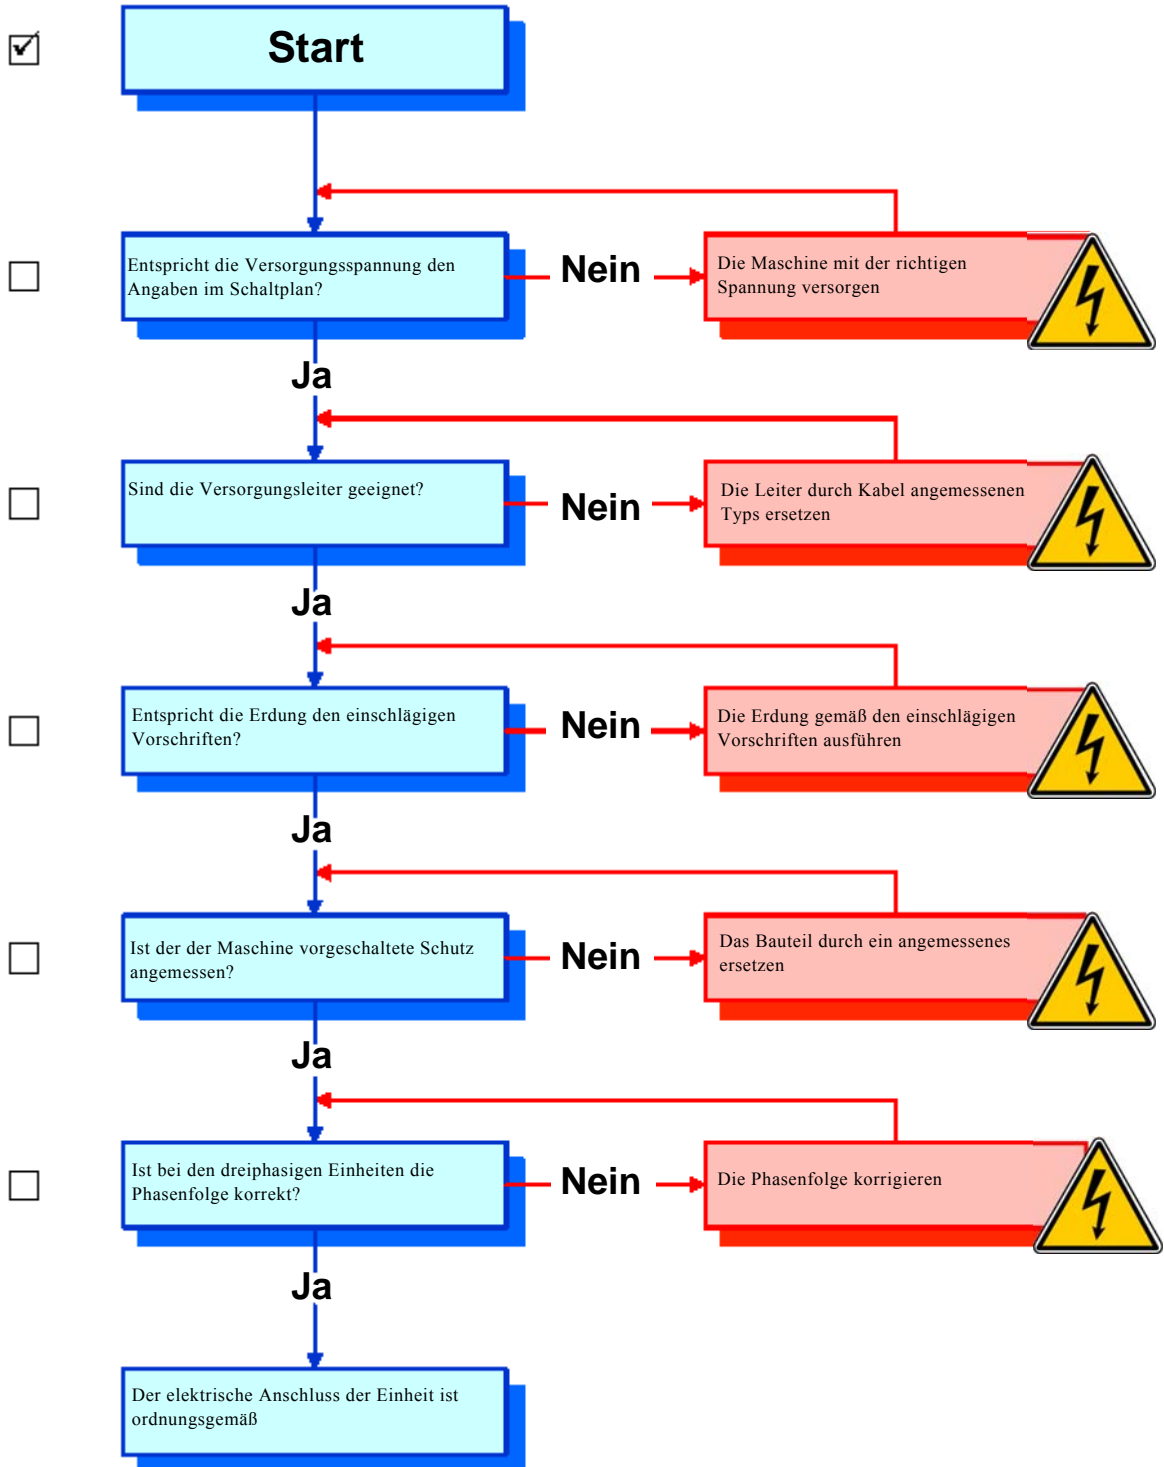 Start
Entspricht die Versorgungsspannung den
Angaben im Schaltplan?
Nein
Die Maschine mit der richtigen
Spannung versorgen
Ja
Sind die Versorgungsleiter geeignet?
Nein
Die Leiter durch Kabel angemessenen
Typs ersetzen
Ja
Entspricht die Erdung den einschlägigen
Vorschriften?
Nein
Die Erdung gemäß den einschlägigen
Vorschriften ausführen
Ja
Ist der der Maschine vorgeschaltete Schutz
angemessen?
Nein
Das Bauteil durch ein angemessenes
ersetzen
Ja
Ist bei den dreiphasigen Einheiten die
Phasenfolge korrekt?
Nein
Die Phasenfolge korrigieren
Ja
Der elektrische Anschluss der Einheit ist
ordnungsgemäß